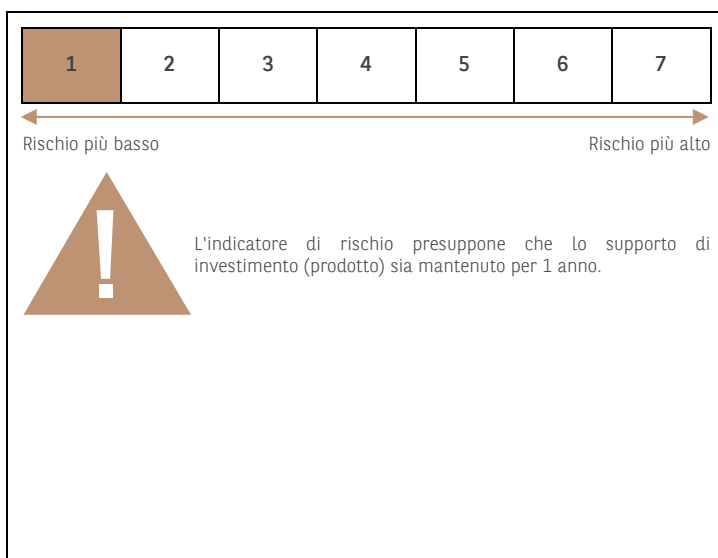 1 2 3 4 5 6 7
Rischio più basso Rischio più alto
!
L'indicatore di rischio presuppone che lo supporto di
investimento (prodotto) sia mantenuto per 1 anno.